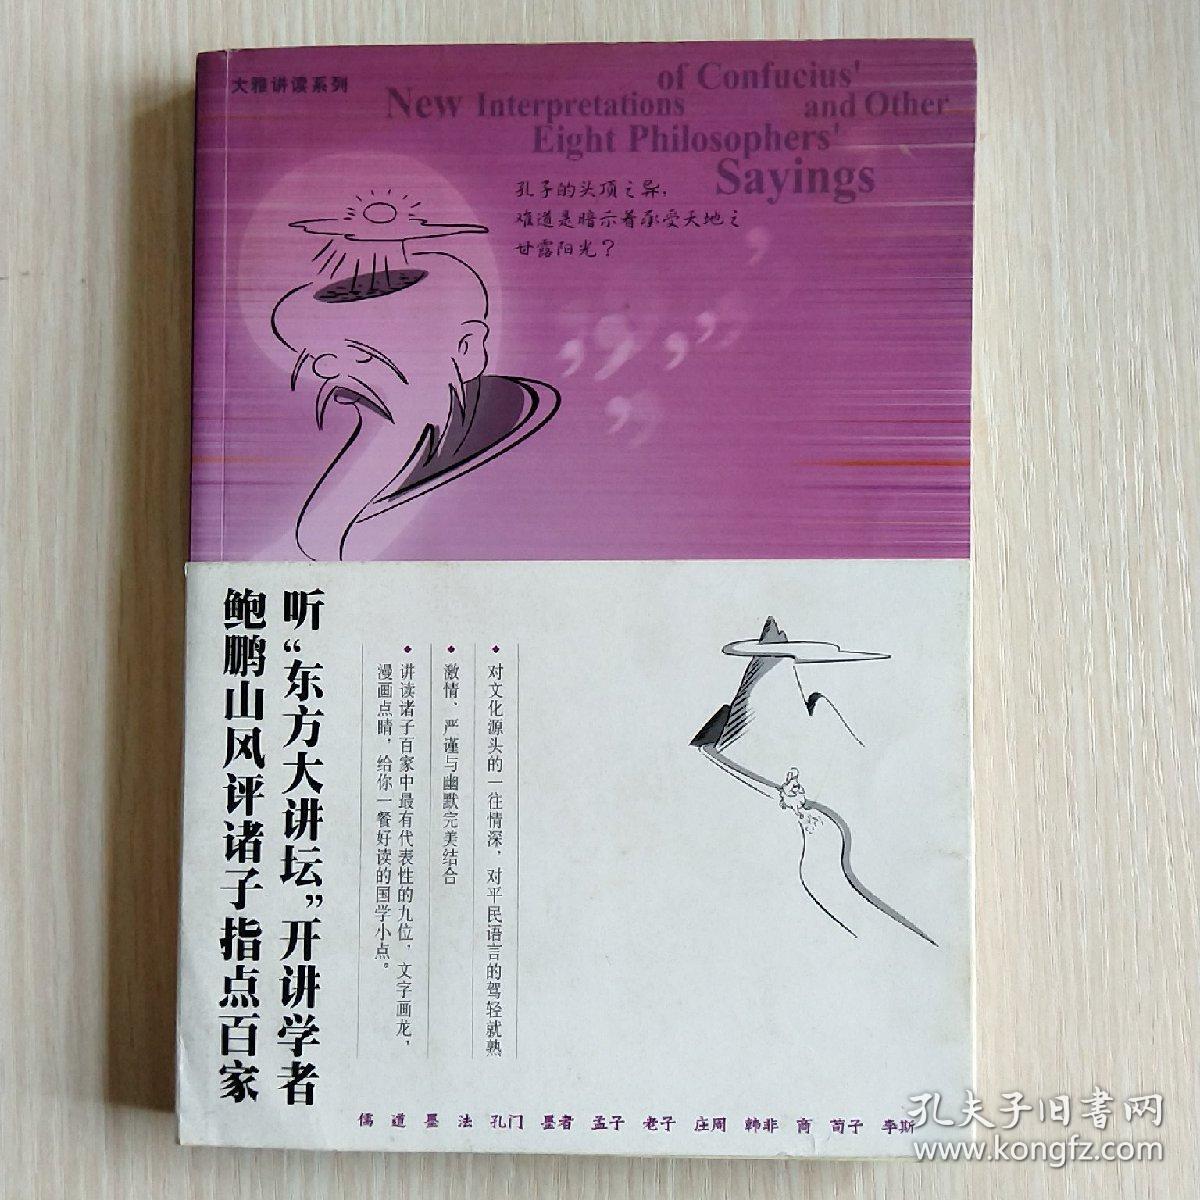 大雅讲读系列
of Confucius'
New Interpretations and Other
Eight Philosophers'
Sayings
孔子的头项之异,
难道是暗示着承受天地之
甘露阳光?
听“东方大讲坛”开讲学者
鲍鹏山风评诸子指点百家
对文化源头的一往情深,对平民语言的驾轻就熟
激情、严谨与幽默完美结合
讲读诸子百家中最有代表性的九位,文字画龙,
漫画点睛,给你一餐好读的国学小点。
儒 道 墨 法 孔门 墨者 孟子 老子 庄周 韩非 商 荀子 李斯
孔夫子旧书网
www.kongfz.com